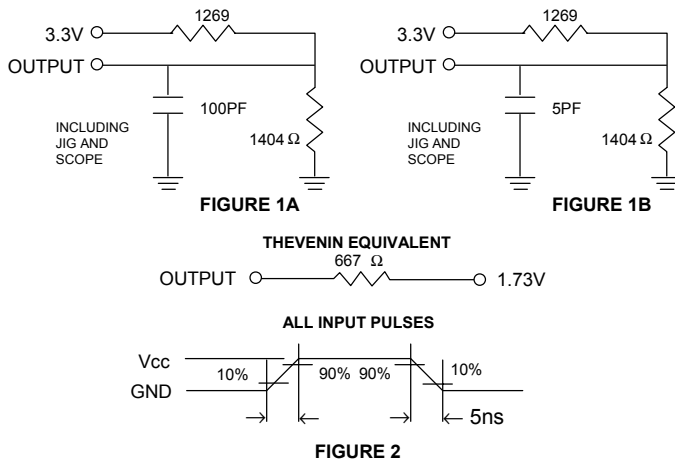 1269
3.3V
OUTPUT
100PF
INCLUDING
JIG AND
SCOPE
1404 Ω
FIGURE 1A
1269
3.3V
OUTPUT
5PF
INCLUDING
JIG AND
SCOPE
1404 Ω
FIGURE 1B
THEVENIN EQUIVALENT
667 Ω
OUTPUT 1.73V
ALL INPUT PULSES
Vcc
GND
10% 90% 90% 10%
5ns
FIGURE 2